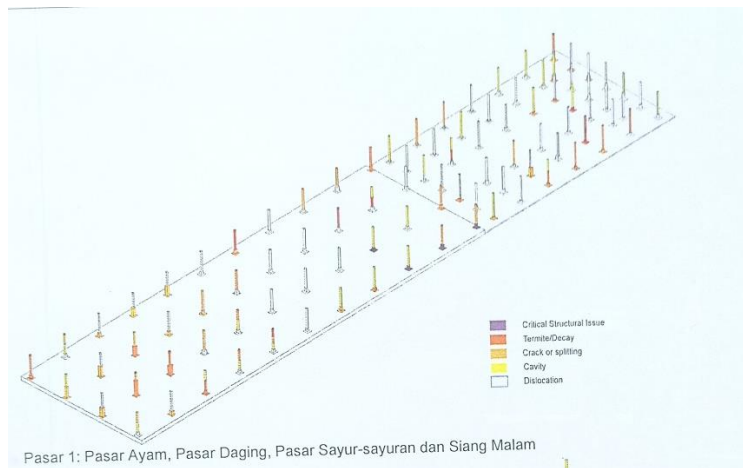 Critical Structural Issue
Termite/Decay
Crack or splitting
Cavity
Dislocation
Pasar 1: Pasar Ayam, Pasar Daging, Pasar Sayur-sayuran dan Siang Malam